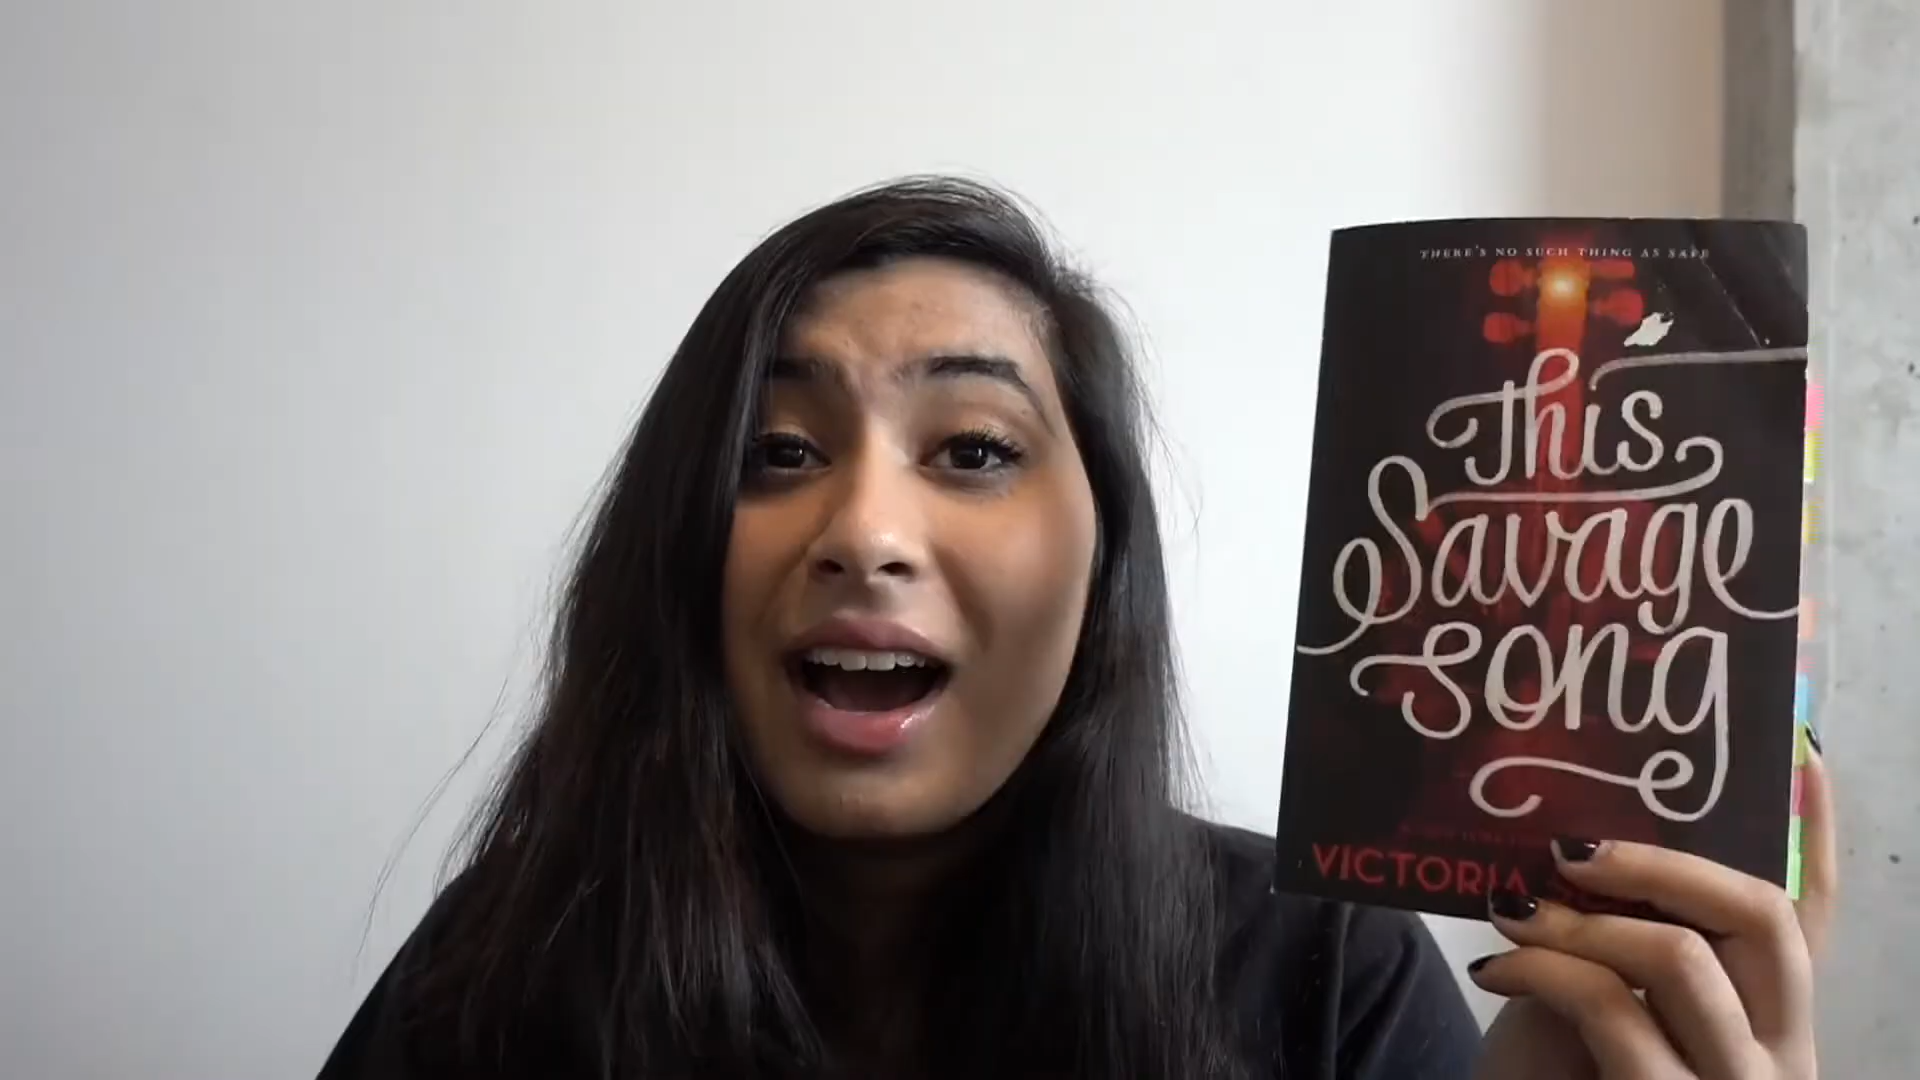 THERE'S NO SUCH THING AS SAFE
This
Savage
Song
VICTORIA